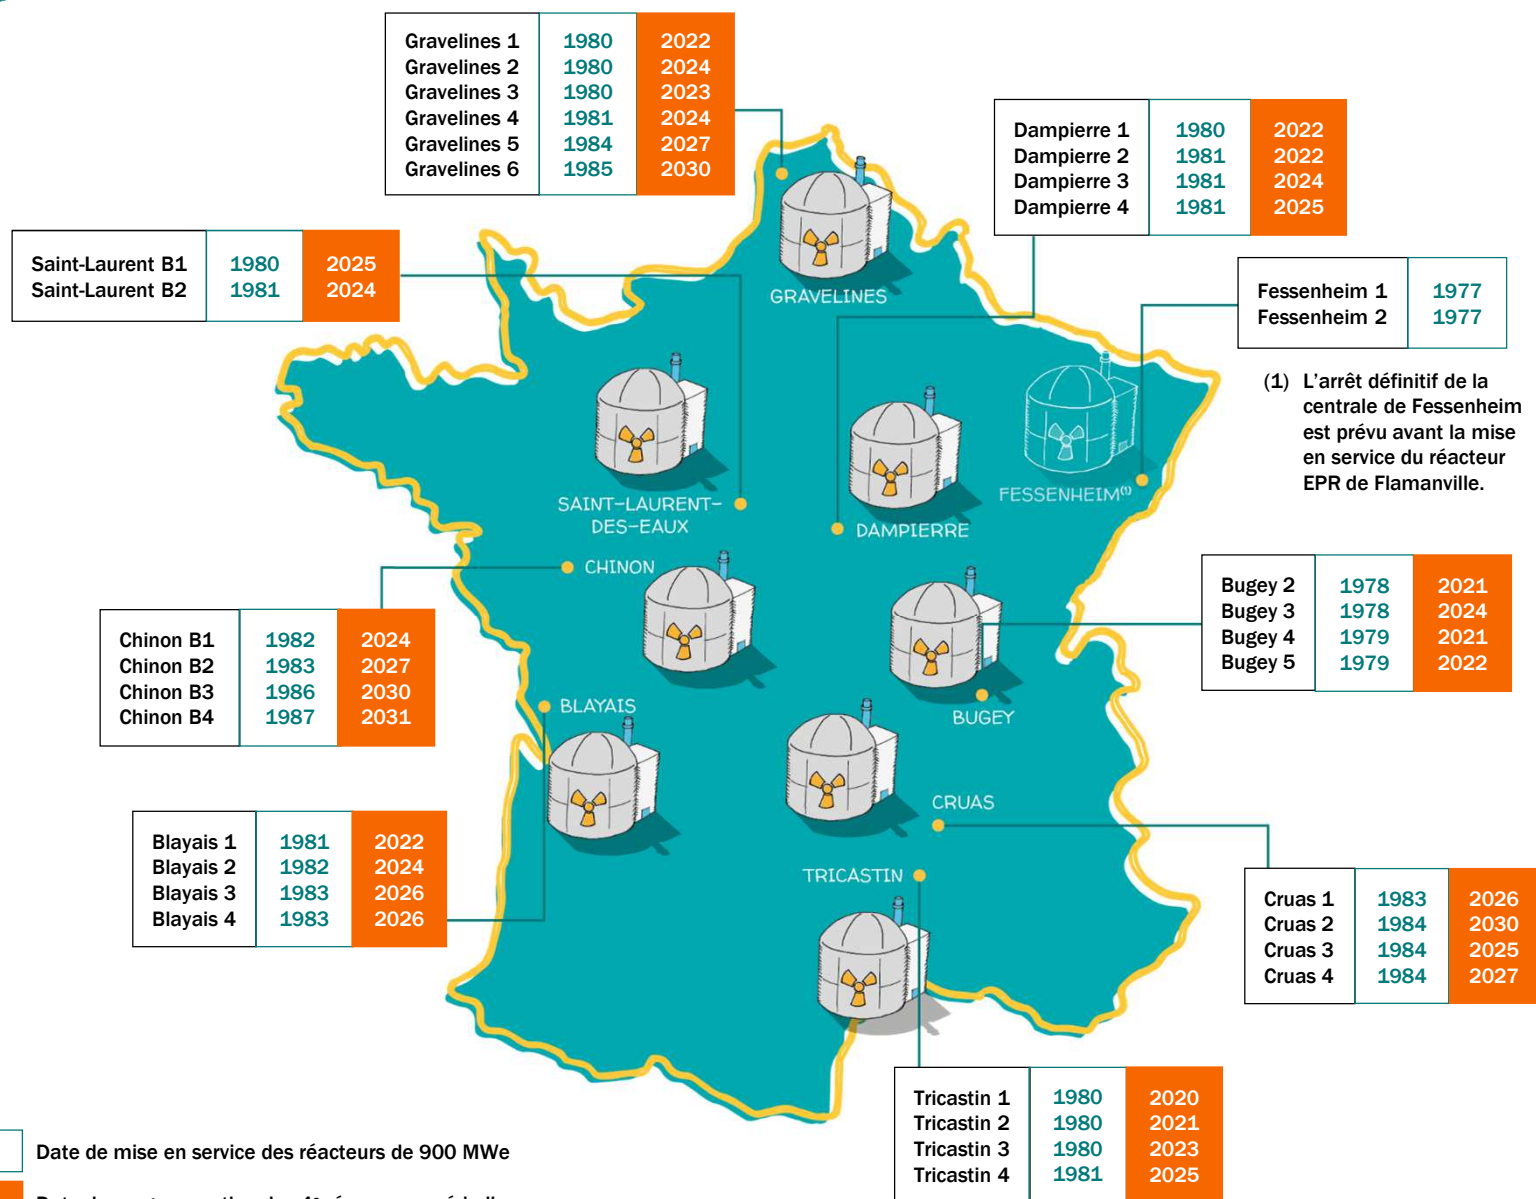 Gravelines 1 1980 2022
Gravelines 2 1980 2024
Gravelines 3 1980 2023
Gravelines 4 1981 2024
Gravelines 5 1984 2027
Gravelines 6 1985 2030
Dampierre 1 1980 2022
Dampierre 2 1981 2022
Dampierre 3 1981 2024
Dampierre 4 1981 2025
Saint-Laurent B1 1980 2025
Saint-Laurent B2 1981 2024
Fessenheim 1 1977
Fessenheim 2 1977
(1) L'arrêt définitif de la
centrale de Fessenheim
est prévu avant la mise
en service du réacteur
EPR de Flamanville.
GRAVELINES
SAINT-LAURENT-
DES-EAUX
DAMPIERRE
FESSENHEIM(1)
CHINON
Chinon B1 1982 2024
Chinon B2 1983 2027
Chinon B3 1986 2030
Chinon B4 1987 2031
Bugey 2 1978 2021
Bugey 3 1978 2024
Bugey 4 1979 2021
Bugey 5 1979 2022
BLAYAIS
BUGEY
Blayais 1 1981 2022
Blayais 2 1982 2024
Blayais 3 1983 2026
Blayais 4 1983 2026
CRUAS
TRICASTIN
Cruas 1 1983 2026
Cruas 2 1984 2030
Cruas 3 1984 2025
Cruas 4 1984 2027
Tricastin 1 1980 2020
Tricastin 2 1980 2021
Tricastin 3 1980 2023
Tricastin 4 1981 2025
Date de mise en service des réacteurs de 900 MWe